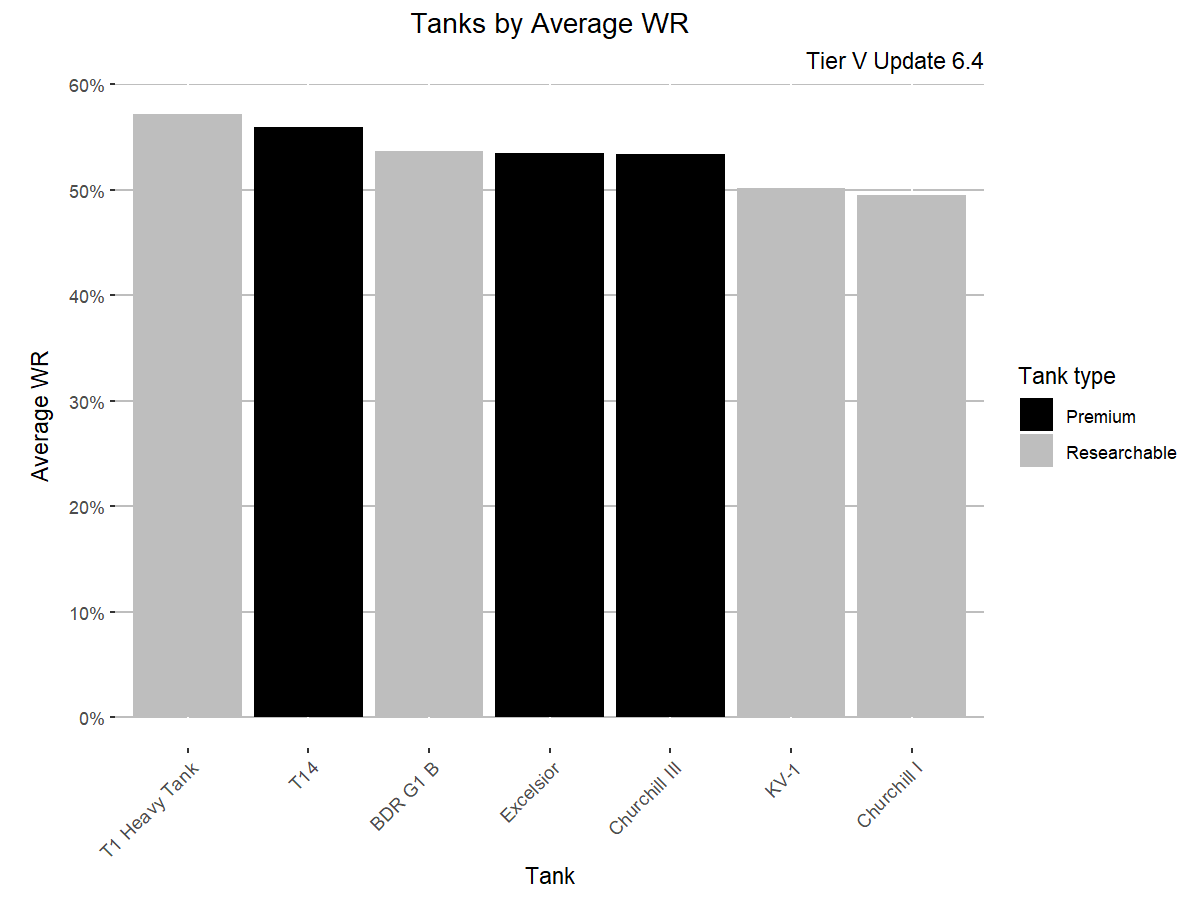 Tanks by Average WR
Tier V Update 6.4
Average WR
60%
50%
40%
30%
20%
10%
0%
T1 Heavy Tank
T14
BDR G1 B
Excelsior
Churchill III
KV-1
Churchill I
Tank
Tank type
Premium
Researchable